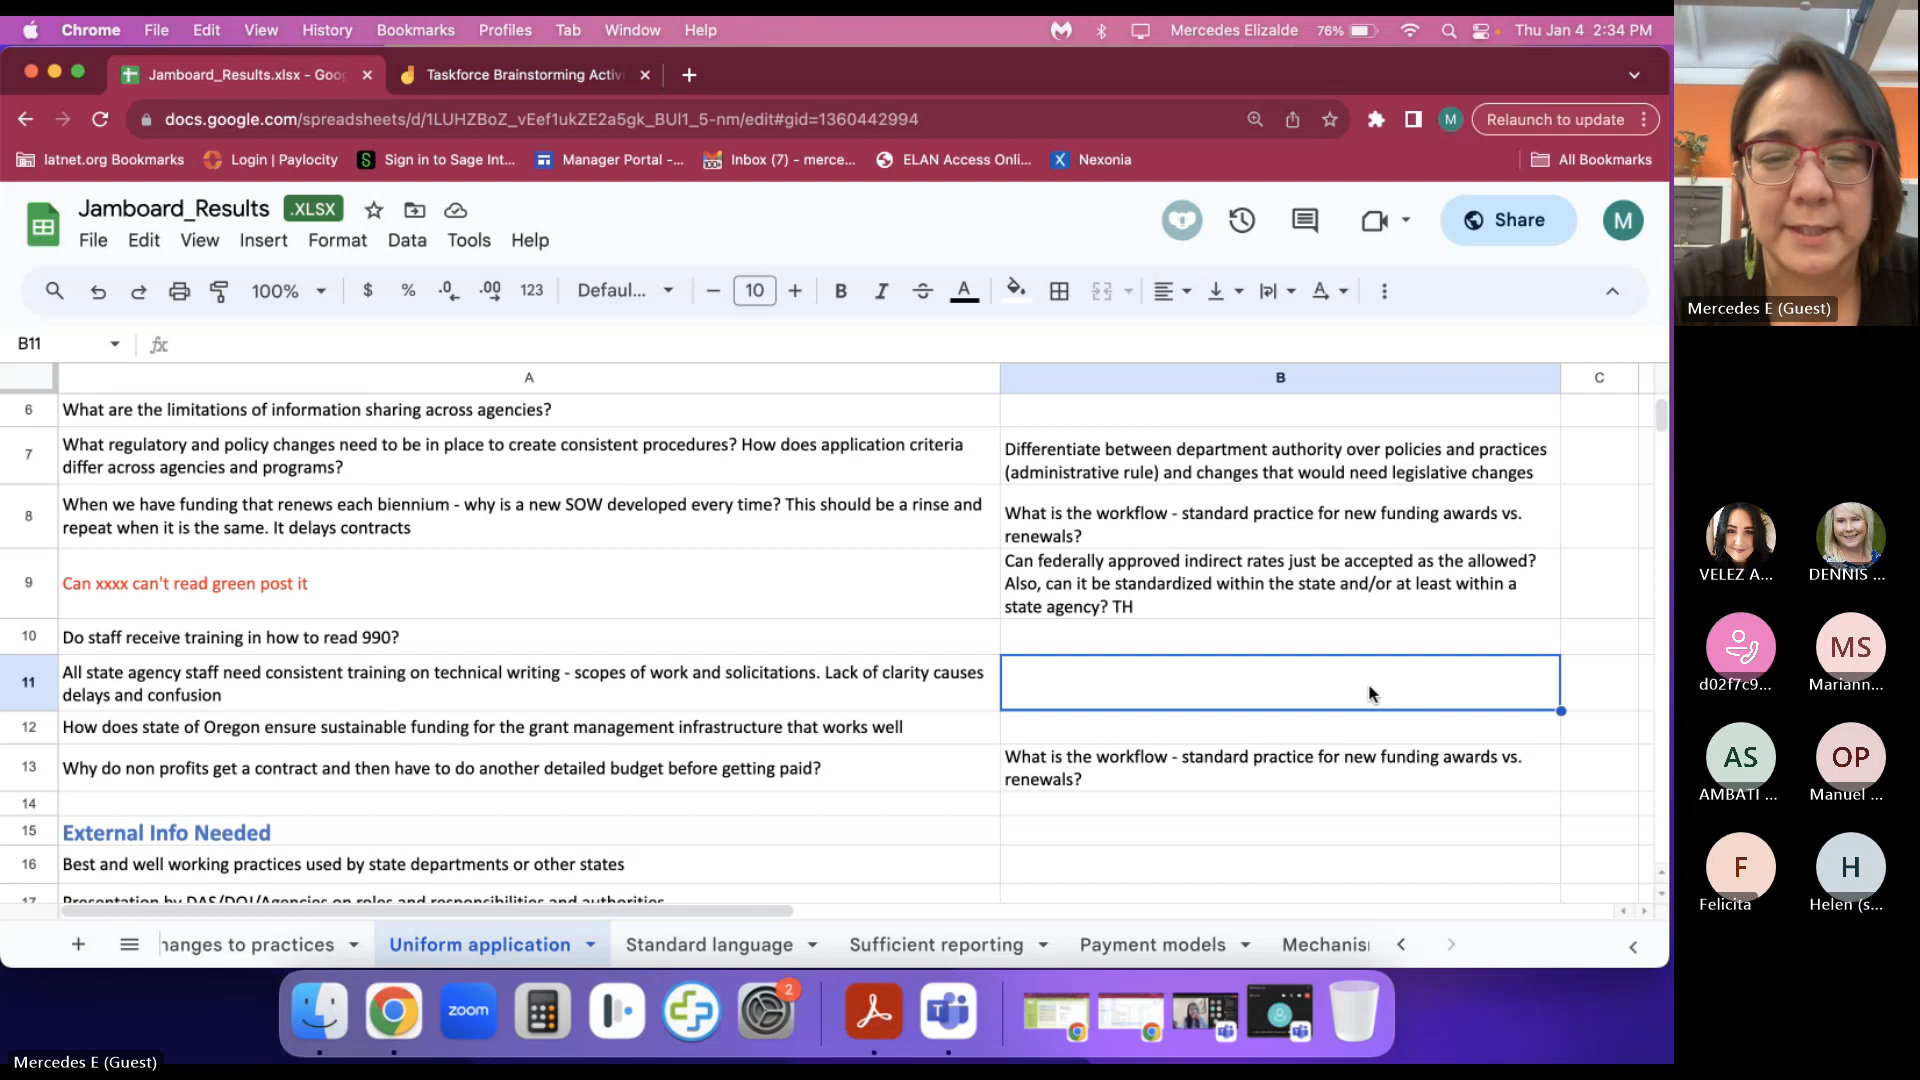 Chrome File Edit View History Bookmarks Profiles Tab Window Help Mercedes Elizalde 76% Thu Jan 4 2:34 PM
Jamboard_Results.xlsx - Goo Taskforce Brainstorming Activi
docs.google.com/spreadsheets/d/1LUHZBoZ_vEef1ukZE2a5gk_BUl1_5-nm/edit#gid=1360442994 M Relaunch to update
latnet.org Bookmarks Login | Paylocity S Sign in to Sage Int... Manager Portal -... Inbox (7) - merce... ELAN Access Onli... X Nexonia All Bookmarks
Jamboard_Results .XLSX
File Edit View Insert Format Data Tools Help
Share M
100% $ % .0 .00 123 Defaul... 10 B I A
B11 fx
A B C
6 What are the limitations of information sharing across agencies?
7 What regulatory and policy changes need to be in place to create consistent procedures? How does application criteria
differ across agencies and programs?
Differentiate between department authority over policies and practices
(administrative rule) and changes that would need legislative changes
8 When we have funding that renews each biennium - why is a new SOW developed every time? This should be a rinse and
repeat when it is the same. It delays contracts
What is the workflow - standard practice for new funding awards vs.
renewals?
9 Can xxxx can't read green post it
Can federally approved indirect rates just be accepted as the allowed?
Also, can it be standardized within the state and/or at least within a
state agency? TH
10 Do staff receive training in how to read 990?
11 All state agency staff need consistent training on technical writing - scopes of work and solicitations. Lack of clarity causes
delays and confusion
12 How does state of Oregon ensure sustainable funding for the grant management infrastructure that works well
13 Why do non profits get a contract and then have to do another detailed budget before getting paid?
What is the workflow - standard practice for new funding awards vs.
renewals?
14
15 External Info Needed
16 Best and well working practices used by state departments or other states
17 Presentation by DAS/DOJ/Agencies on roles and responsibilities and authorities
hanges to practices Uniform application Standard language Sufficient reporting Payment models Mechanis
zoom 2
Mercedes E (Guest)
Mercedes E (Guest)
VELEZ A... DENNIS ...
MS
d02f7c9... Mariann...
AS OP
AMBATI ... Manuel ...
F H
Felicita Helen (s...